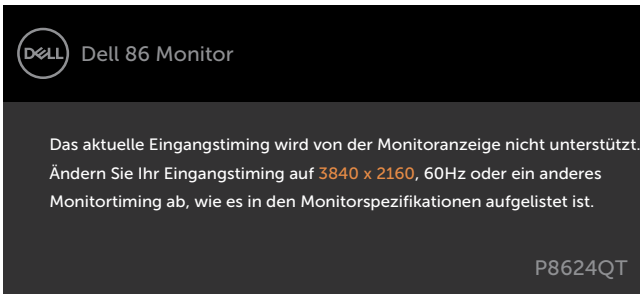 DELL
Dell 86 Monitor
Das aktuelle Eingangstiming wird von der Monitoranzeige nicht unterstützt.
Ändern Sie Ihr Eingangstiming auf 3840 x 2160, 60Hz oder ein anderes
Monitortiming ab, wie es in den Monitorspezifikationen aufgelistet ist.
P8624QT